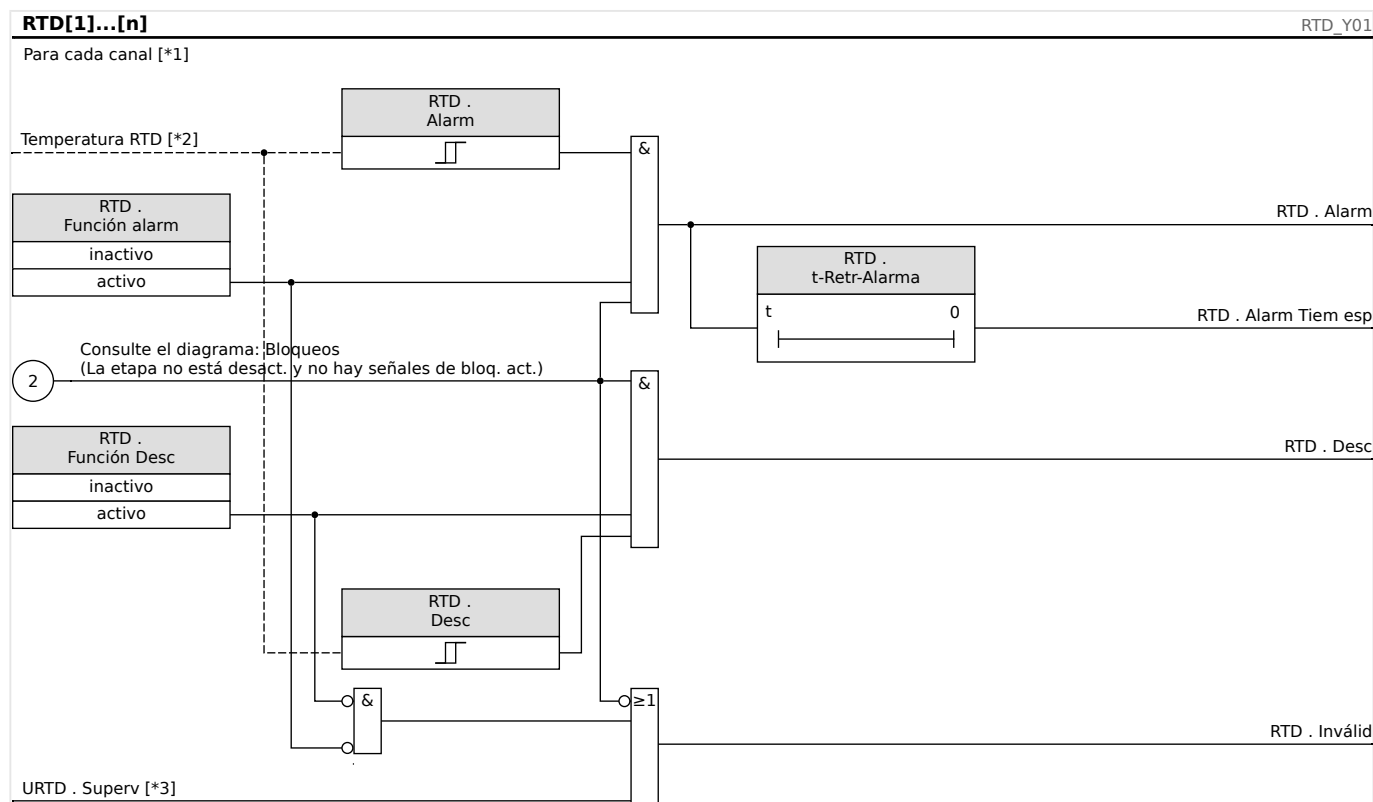 RTD[1]...[n]
RTD_Y01
Para cada canal [*1]
RTD .
Alarm
Temperatura RTD [*2]
&
RTD .
Función alarm
inactivo
activo
RTD . Alarm
RTD .
t-Retr-Alarma
t
0
RTD . Alarm Tiem esp
Consulte el diagrama: Bloqueos
(La etapa no está desact. y no hay señales de bloq. act.)
2
&
RTD .
Función Desc
inactivo
activo
RTD . Desc
RTD .
Desc
&
≥1
RTD . Inválid
URTD . Superv [*3]